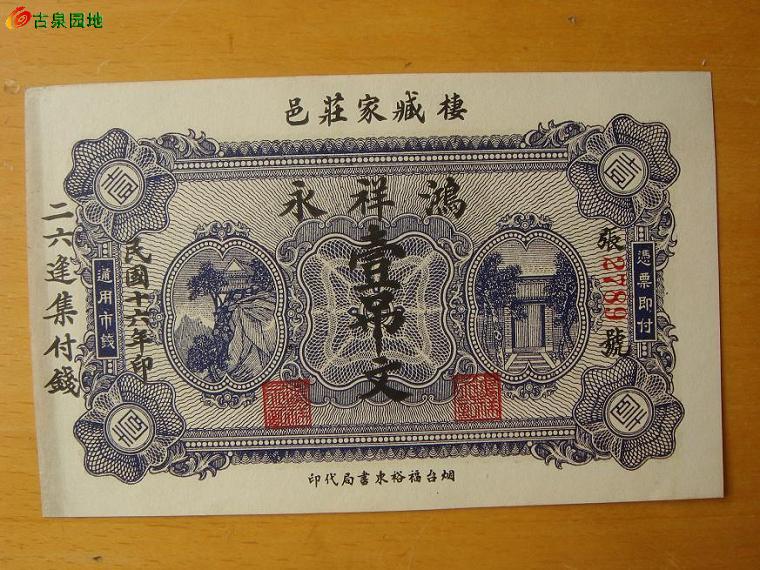 古泉园地
棲臧家莊邑
鴻祥永
壹吊文
張27889號
憑票即付
通用市錢
民國十六年印
二六逢集付錢
烟台福裕東書局代印